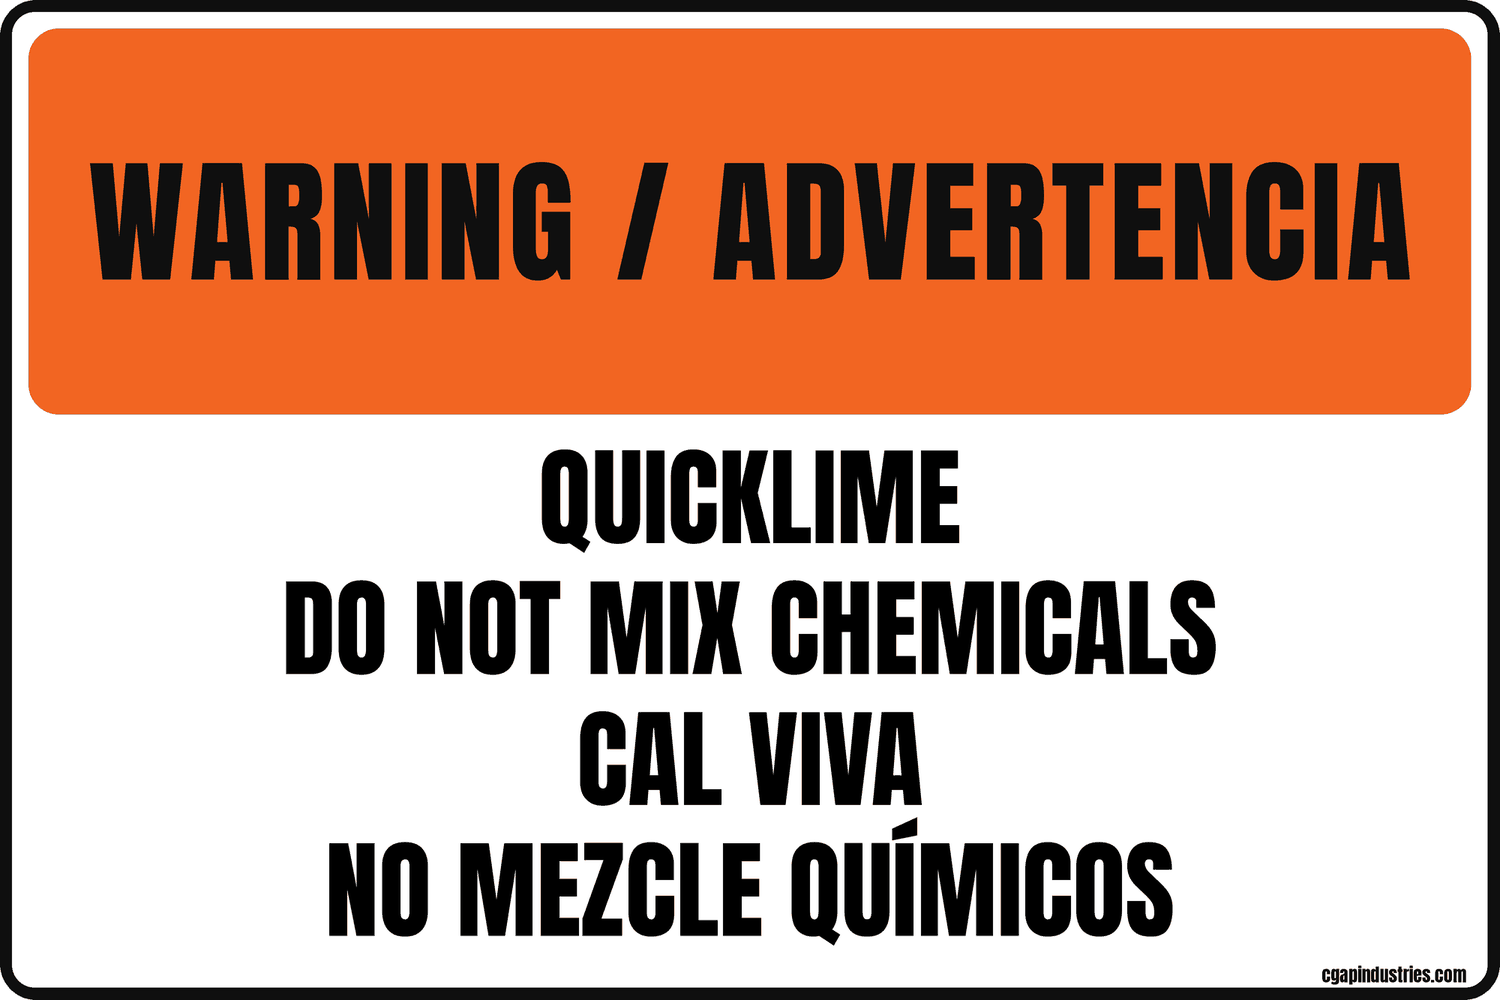 WARNING / ADVERTENCIA
QUICKLIME
DO NOT MIX CHEMICALS
CAL VIVA
NO MEZCLE QUÍMICOS
cgapindustries.com